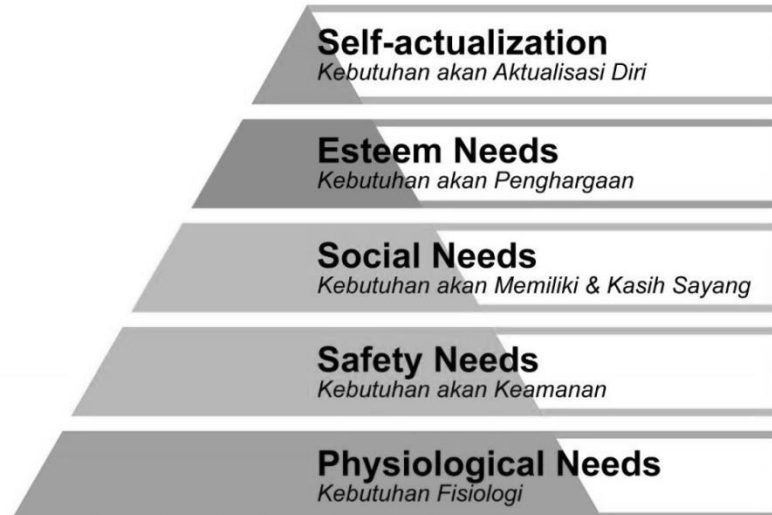 Self-actualization
Kebutuhan akan Aktualisasi Diri
Esteem Needs
Kebutuhan akan Penghargaan
Social Needs
Kebutuhan akan Memiliki & Kasih Sayang
Safety Needs
Kebutuhan akan Keamanan
Physiological Needs
Kebutuhan Fisiologi